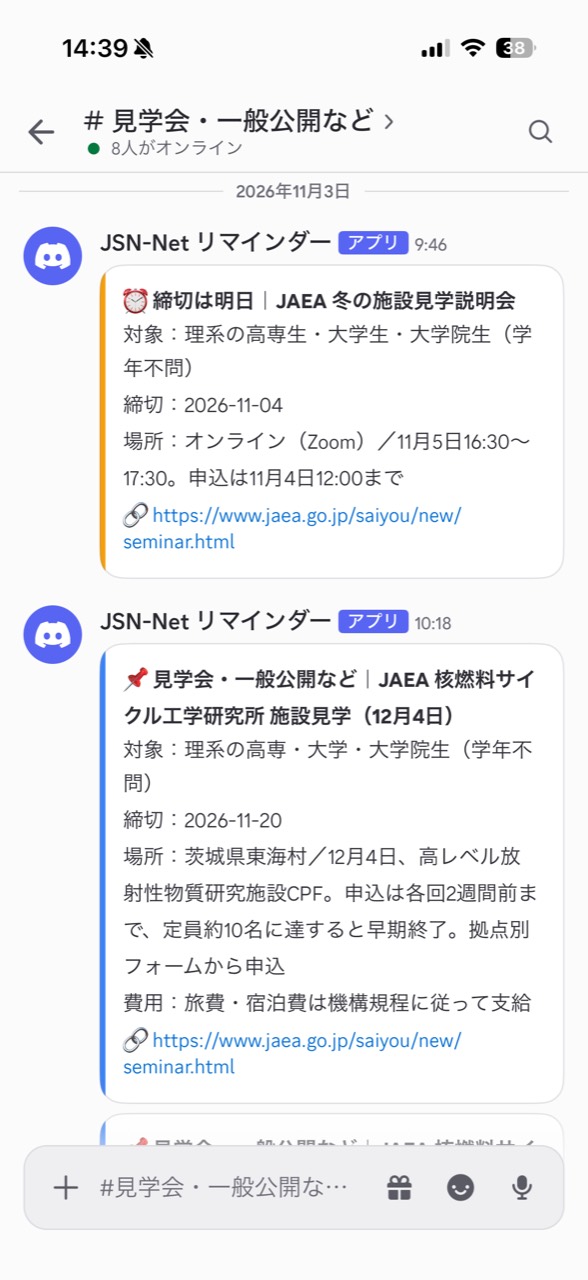 14:39
38
# 見学会・一般公開など
8人がオンライン
2026年11月3日
JSN-Net リマインダー アプリ 9:46
締切は明日｜JAEA 冬の施設見学説明会
対象：理系の高専生・大学生・大学院生（学
年不問）
締切：2026-11-04
場所：オンライン（Zoom）／11月5日16:30〜
17:30。申込は11月4日12:00まで
https://www.jaea.go.jp/saiyou/new/
seminar.html
JSN-Net リマインダー アプリ 10:18
見学会・一般公開など｜JAEA 核燃料サイ
クル工学研究所 施設見学（12月4日）
対象：理系の高専・大学・大学院生（学年不
問）
締切：2026-11-20
場所：茨城県東海村／12月4日、高レベル放
射性物質研究施設CPF。申込は各回2週間前ま
で、定員約10名に達すると早期終了。拠点別
フォームから申込
費用：旅費・宿泊費は機構規程に従って支給
https://www.jaea.go.jp/saiyou/new/
seminar.html
見学会・一般公開など｜JAEA 核燃料サイ
#見学会・一般公開な…